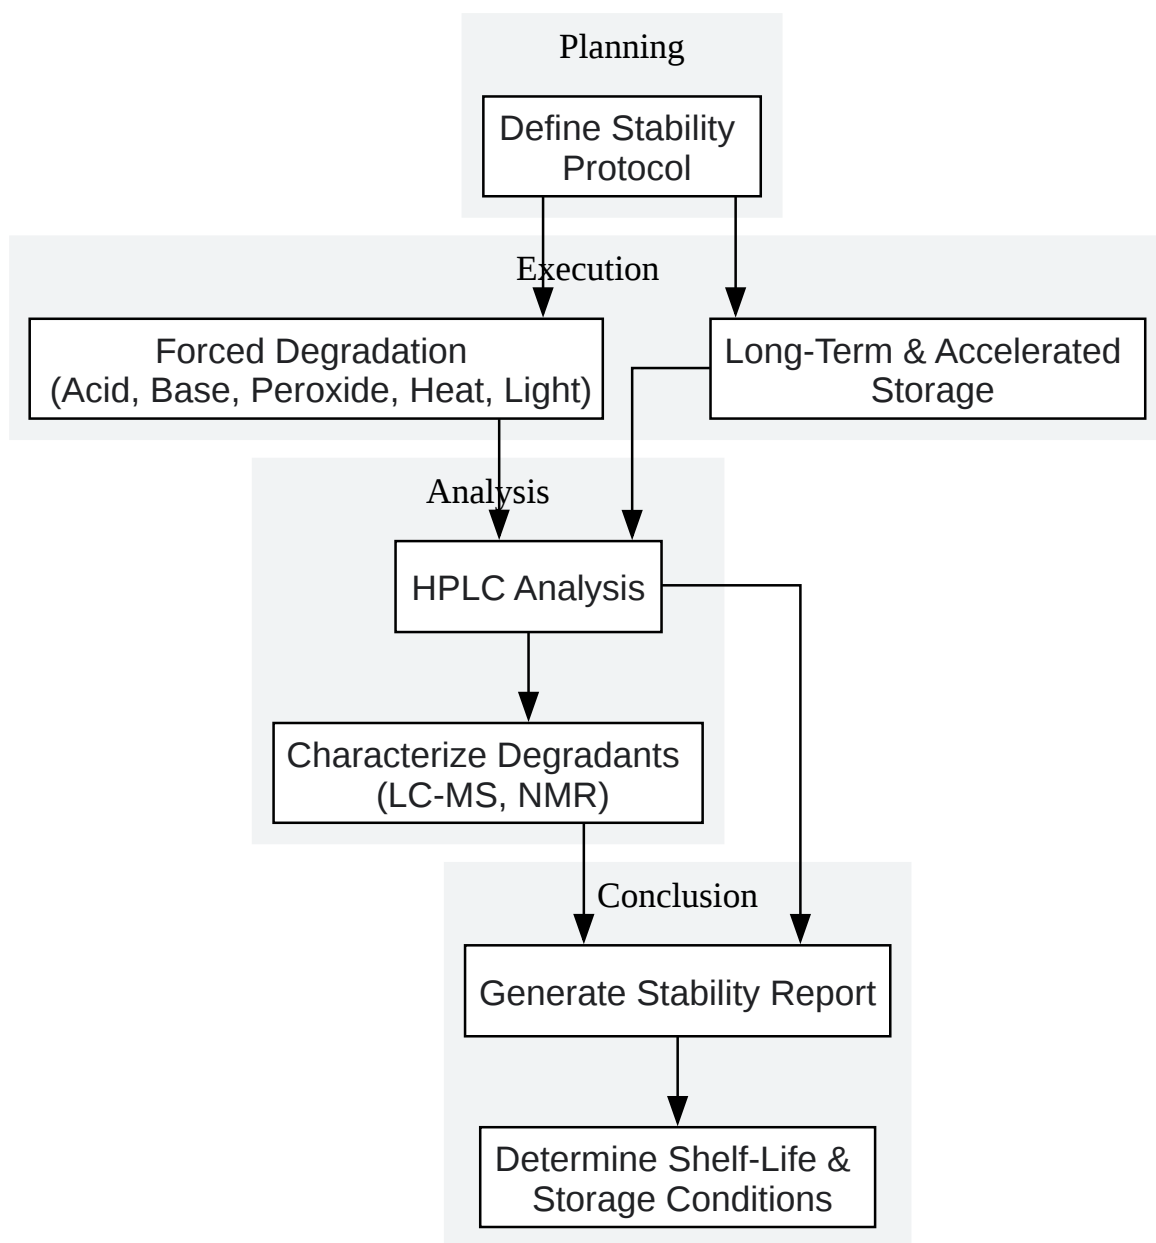 Planning
Define Stability
Protocol
Execution
Forced Degradation
(Acid, Base, Peroxide, Heat, Light)
Long-Term & Accelerated
Storage
Analysis
HPLC Analysis
Characterize Degradants
(LC-MS, NMR)
Conclusion
Generate Stability Report
Determine Shelf-Life &
Storage Conditions